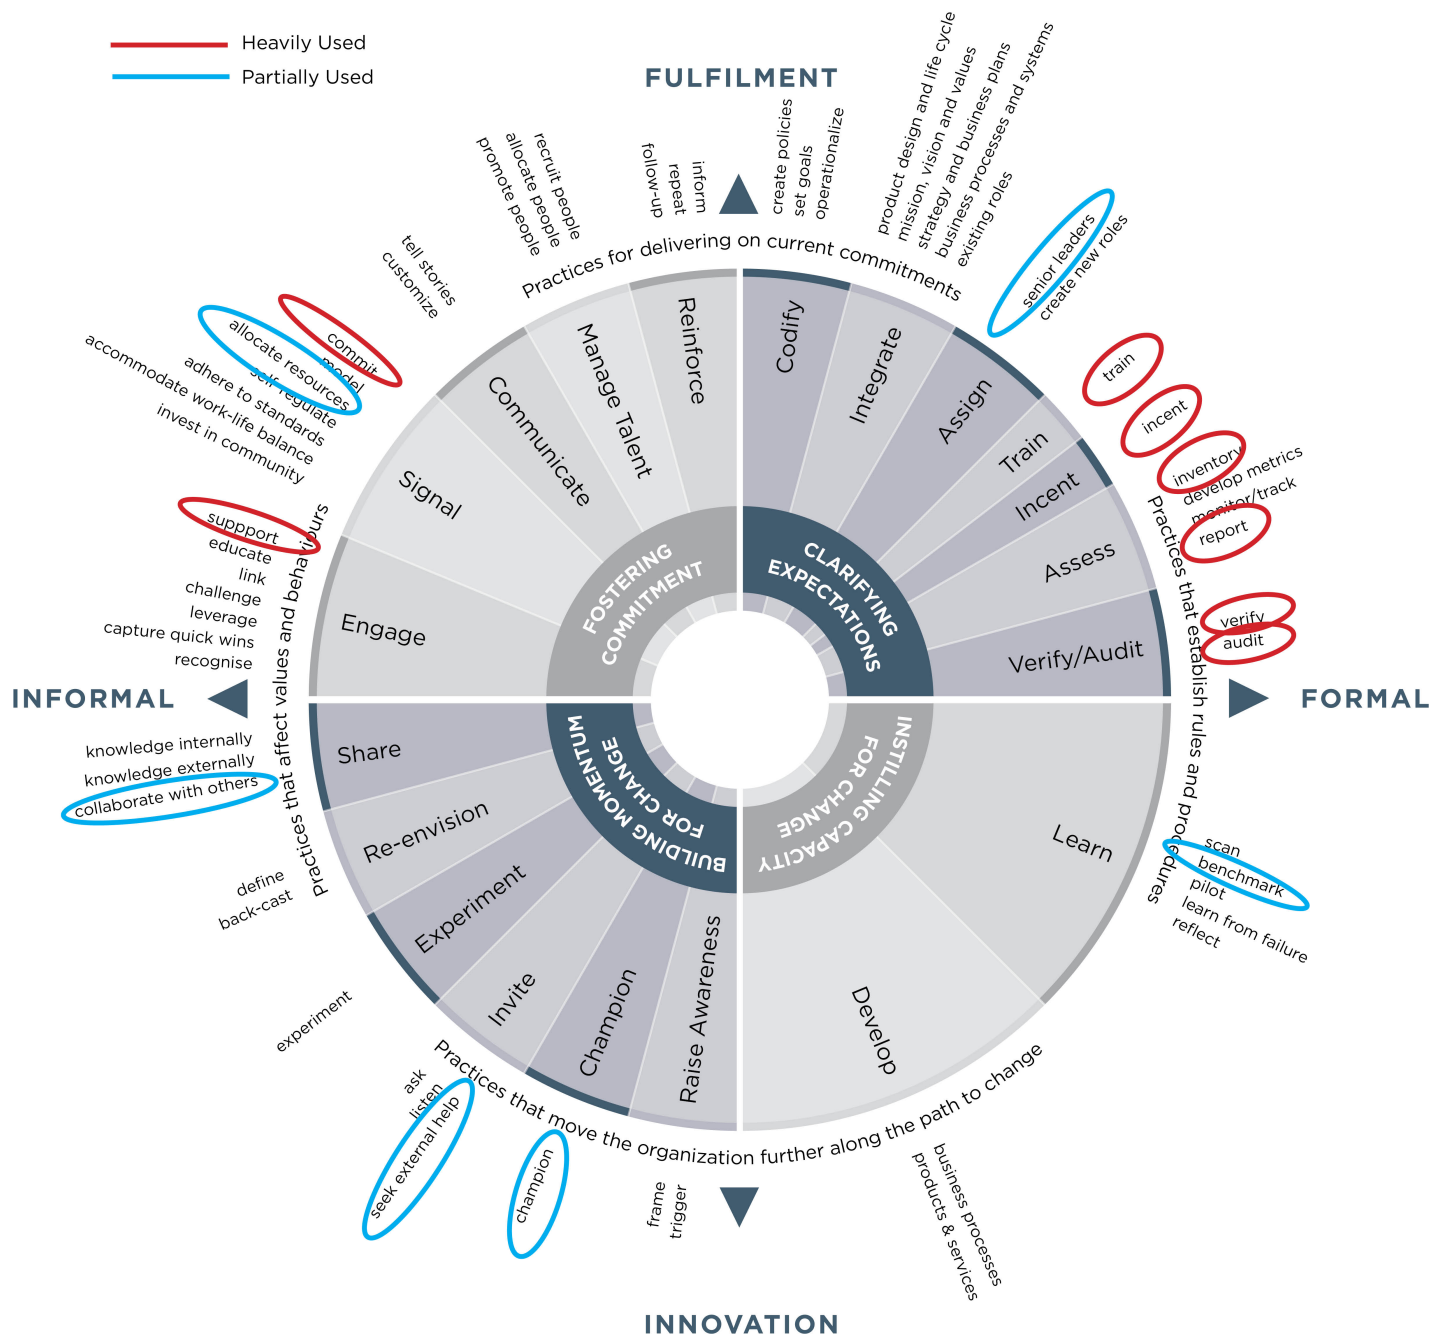 Heavily Used
Partially Used
FULFILMENT
INFORMAL
FORMAL
INNOVATION
Practices for delivering on current commitments
Practices that establish rules and procedures
Practices that move the organization further along the path to change
Practices that affect values and behaviours
FOSTERING
COMMITMENT
CLARIFYING
EXPECTATIONS
INSTILLING CAPACITY
FOR CHANGE
BUILDING MOMENTUM
FOR CHANGE
Codify
create policies
set goals
operationalize
Integrate
product design and life cycle
mission, vision and values
strategy and business plans
business processes and systems
existing roles
Assign
senior leaders
create new roles
Train
train
Incent
incent
Assess
inventory
develop metrics
monitor/track
report
Verify/Audit
verify
audit
Learn
scan
benchmark
pilot
learn from failure
reflect
Develop
business processes
products & services
Raise Awareness
frame
trigger
Champion
champion
Invite
ask
listen
seek external help
Experiment
experiment
Re-envision
define
back-cast
Share
knowledge internally
knowledge externally
collaborate with others
Engage
suppport
educate
link
challenge
leverage
capture quick wins
recognise
Signal
commit
model
allocate resources
self-regulate
adhere to standards
accommodate work-life balance
invest in community
Communicate
tell stories
customize
Manage Talent
recruit people
allocate people
promote people
Reinforce
inform
repeat
follow-up